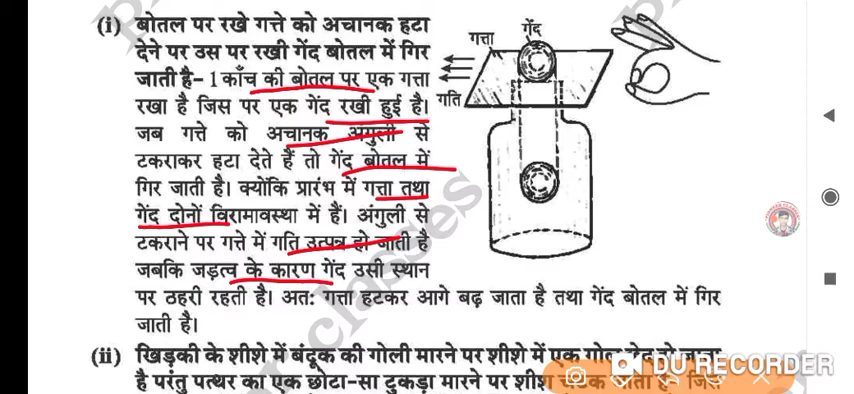 (i) बोतल पर रखे गत्ते को अचानक हटा
देने पर उस पर रखी गेंद बोतल में गिर
जाती है- 1 काँच की बोतल पर एक गत्ता
रखा है जिस पर एक गेंद रखी हुई है।
जब गत्ते को अचानक अंगुली से
टकराकर हटा देते हैं तो गेंद बोतल में
गिर जाती है। क्योंकि प्रारंभ में गत्ता तथा
गेंद दोनों विरामावस्था में हैं। अंगुली से
टकराने पर गत्ते में गति उत्पन्न हो जाती है
जबकि जड़त्व के कारण गेंद उसी स्थान
पर ठहरी रहती है। अतः गत्ता हटकर आगे बढ़ जाता है तथा गेंद बोतल में गिर
जाती है।
गत्ता
गेंद
गति
(ii) खिड़की के शीशे में बंदूक की गोली मारने पर शीशे में एक गोल
है परंतु पत्थर का एक छोटा-सा टुकड़ा मारने पर शीशा
DU RECORDER
classes